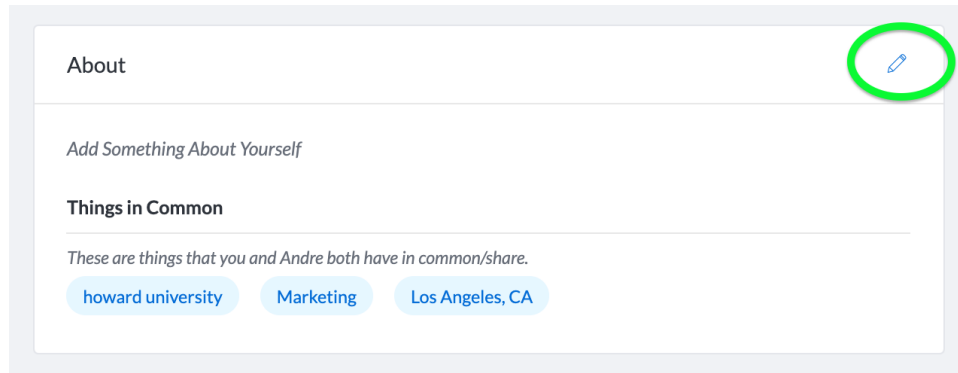 About
Add Something About Yourself
Things in Common
These are things that you and Andre both have in common/share.
howard university Marketing Los Angeles, CA